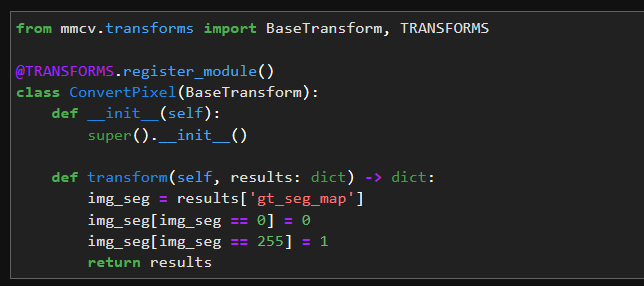 from mmcv.transforms import BaseTransform, TRANSFORMS
@TRANSFORMS.register_module()
class ConvertPixel(BaseTransform):
    def __init__(self):
        super().__init__()
    def transform(self, results: dict) -> dict:
        img_seg = results['gt_seg_map']
        img_seg[img_seg == 0] = 0
        img_seg[img_seg == 255] = 1
        return results